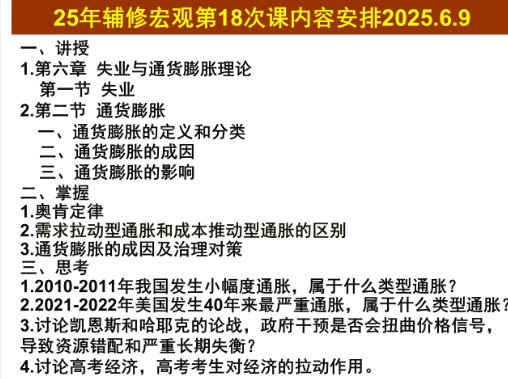 25年辅修宏观第18次课内容安排2025.6.9
一、讲授
1.第六章 失业与通货膨胀理论
第一节 失业
2.第二节 通货膨胀
一、通货膨胀的定义和分类
二、通货膨胀的成因
三、通货膨胀的影响
二、掌握
1.奥肯定律
2.需求拉动型通胀和成本推动型通胀的区别
3.通货膨胀的成因及治理对策
三、思考
1.2010-2011年我国发生小幅度通胀，属于什么类型通胀？
2.2021-2022年美国发生40年来最严重通胀，属于什么类型通胀？
3.讨论凯恩斯和哈耶克的论战，政府干预是否会扭曲价格信号，
导致资源错配和严重长期失衡？
4.讨论高考经济，高考考生对经济的拉动作用。